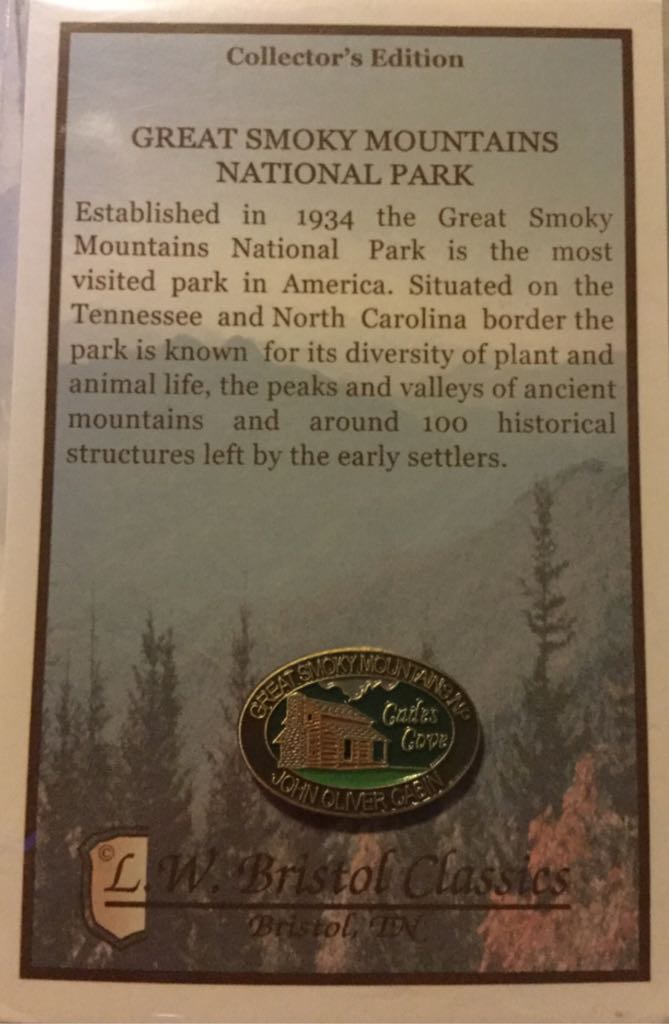 Collector's Edition
GREAT SMOKY MOUNTAINS
NATIONAL PARK
Established in 1934 the Great Smoky
Mountains National Park is the most
visited park in America. Situated on the
Tennessee and North Carolina border the
park is known for its diversity of plant and
animal life, the peaks and valleys of ancient
mountains and around 100 historical
structures left by the early settlers.
GREAT SMOKY MOUNTAINS NP
Cades
Cove
JOHN OLIVER CABIN
© L.W. Bristol Classics
Bristol, TN